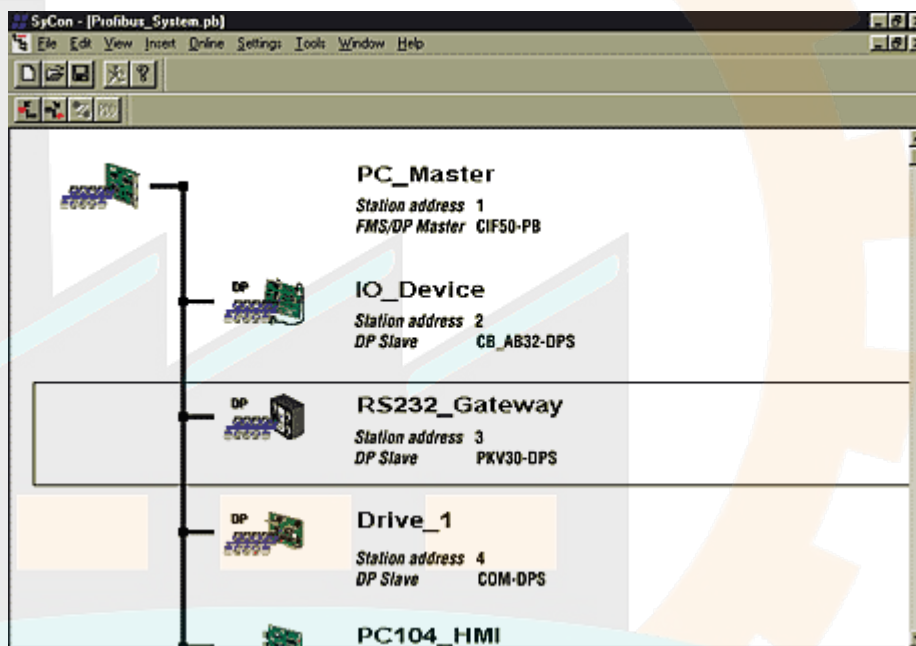 SyCon - [Profibus_System.pb]
File Edit View Insert Online Settings Tools Window Help
PC_Master
Station address 1
FMS/DP Master CIF50-PB
DP
IO_Device
Station address 2
DP Slave CB_AB32-DPS
DP
RS232_Gateway
Station address 3
DP Slave PKV30-DPS
DP
Drive_1
Station address 4
DP Slave COM-DPS
PC104_HMI